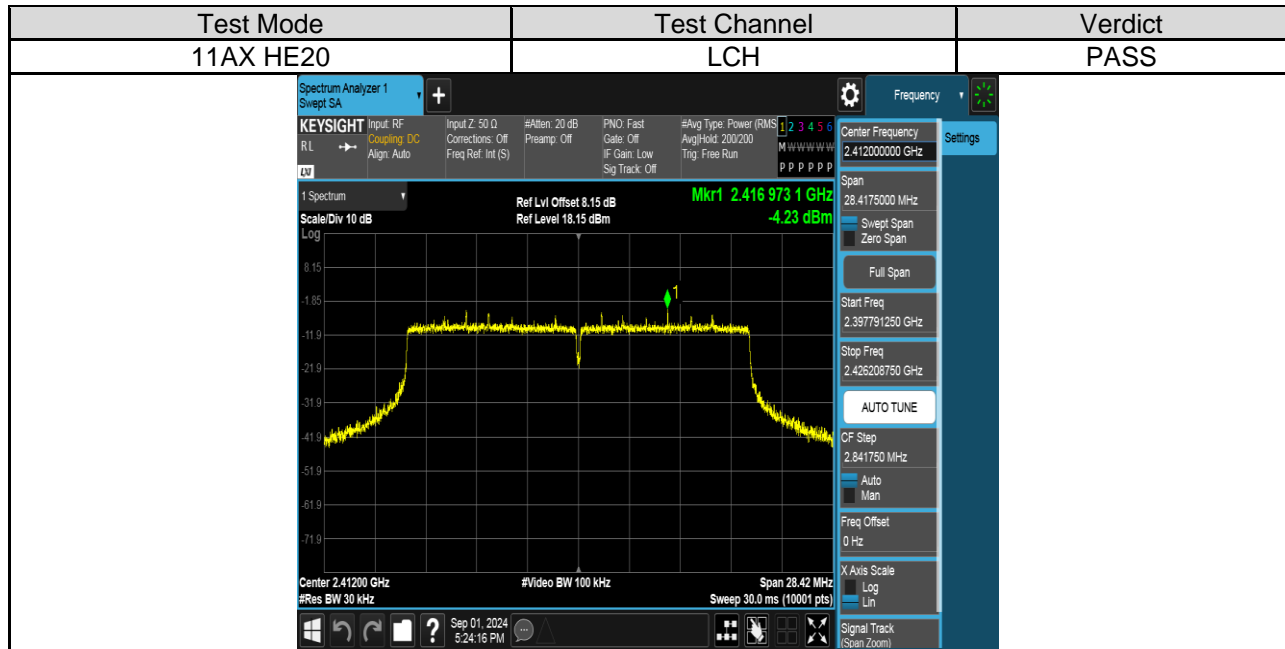 Test Mode Test Channel Verdict
11AX HE20 LCH PASS
Spectrum Analyzer 1
Swept SA
+
Frequency
KEYSIGHT Input: RF Input Z: 50 Ω #Atten: 20 dB PNO: Fast #Avg Type: Power (RMS 1 2 3 4 5 6
RL Coupling: DC Corrections: Off Preamp: Off Gate: Off Avg|Hold: 200/200 M W W W W W
Align: Auto Freq Ref: Int (S) IF Gain: Low Trig: Free Run
LXI Sig Track: Off P P P P P P
Settings
Center Frequency
2.412000000 GHz
1 Spectrum
Scale/Div 10 dB
Log
Ref Lvl Offset 8.15 dB
Ref Level 18.15 dBm
Mkr1 2.416 973 1 GHz
-4.23 dBm
8.15
-1.85
-11.9
-21.9
-31.9
-41.9
-51.9
-61.9
-71.9
1
Center 2.41200 GHz #Video BW 100 kHz Span 28.42 MHz
#Res BW 30 kHz Sweep 30.0 ms (10001 pts)
Span
28.4175000 MHz
Swept Span
Zero Span
Full Span
Start Freq
2.397791250 GHz
Stop Freq
2.426208750 GHz
AUTO TUNE
CF Step
2.841750 MHz
Auto
Man
Freq Offset
0 Hz
X Axis Scale
Log
Lin
Signal Track
(Span Zoom)
? Sep 01, 2024
5:24:16 PM